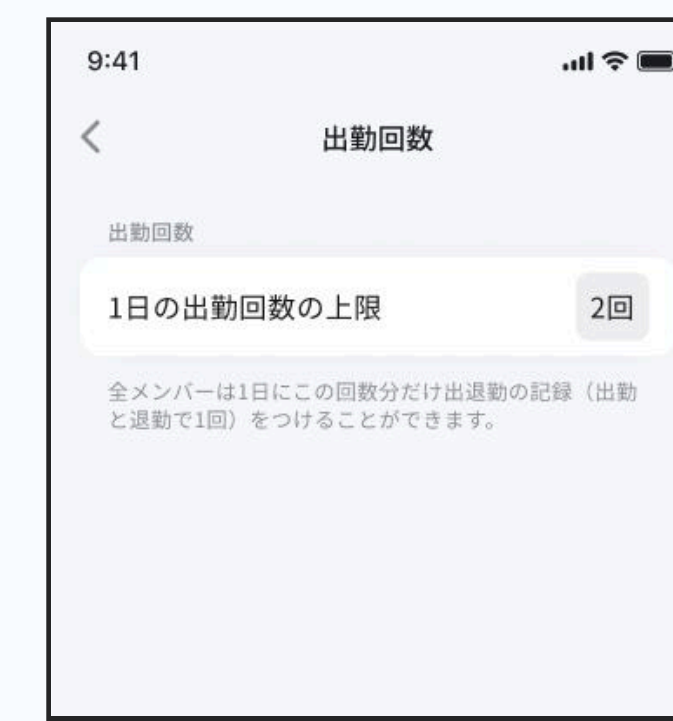 9:41
出勤回数
出勤回数
1日の出勤回数の上限
2回
全メンバーは1日にこの回数分だけ出退勤の記録（出勤
と退勤で1回）をつけることができます。